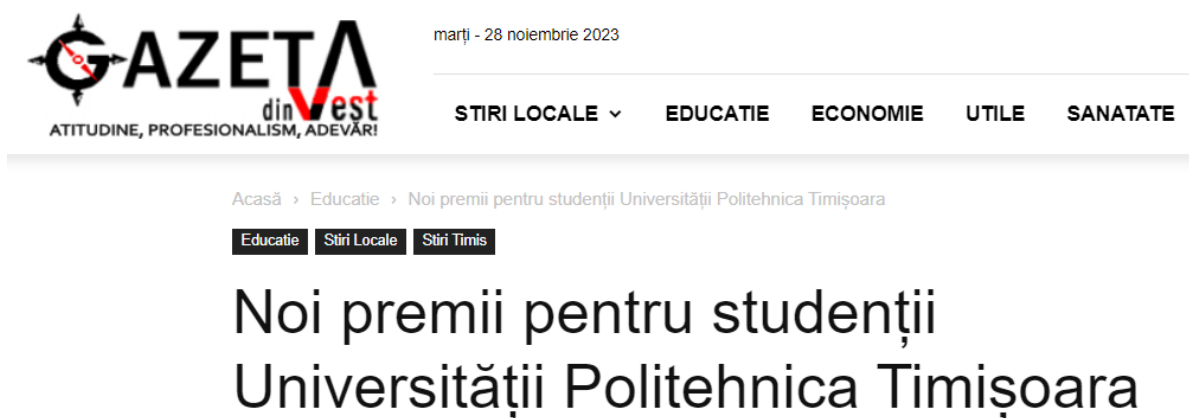 GAZETA
din Vest
ATITUDINE, PROFESIONALISM, ADEVĂR!
marți - 28 noiembrie 2023
STIRI LOCALE EDUCATIE ECONOMIE UTILE SANATATE
Acasă › Educatie › Noi premii pentru studenții Universității Politehnica Timișoara
Educatie Stiri Locale Stiri Timis
Noi premii pentru studenții
Universității Politehnica Timișoara